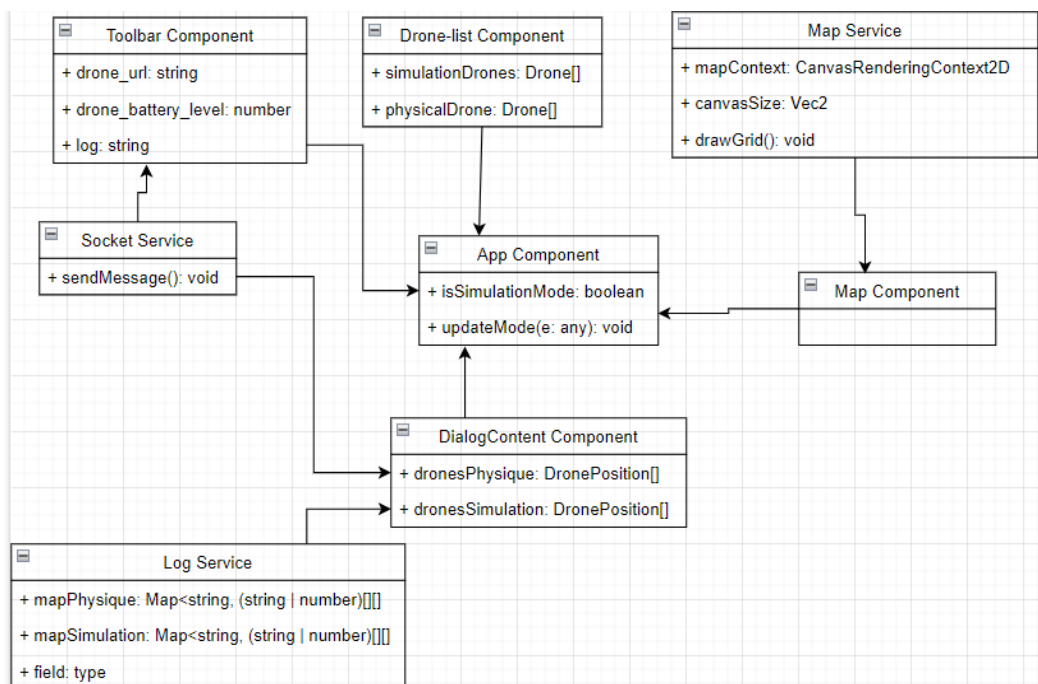 Toolbar Component
+ drone_url: string
+ drone_battery_level: number
+ log: string
Drone-list Component
+ simulationDrones: Drone[]
+ physicalDrone: Drone[]
Map Service
+ mapContext: CanvasRenderingContext2D
+ canvasSize: Vec2
+ drawGrid(): void
Socket Service
+ sendMessage(): void
App Component
+ isSimulationMode: boolean
+ updateMode(e: any): void
Map Component
DialogContent Component
+ dronesPhysique: DronePosition[]
+ dronesSimulation: DronePosition[]
Log Service
+ mapPhysique: Map<string, (string | number)[][]
+ mapSimulation: Map<string, (string | number)[][]
+ field: type